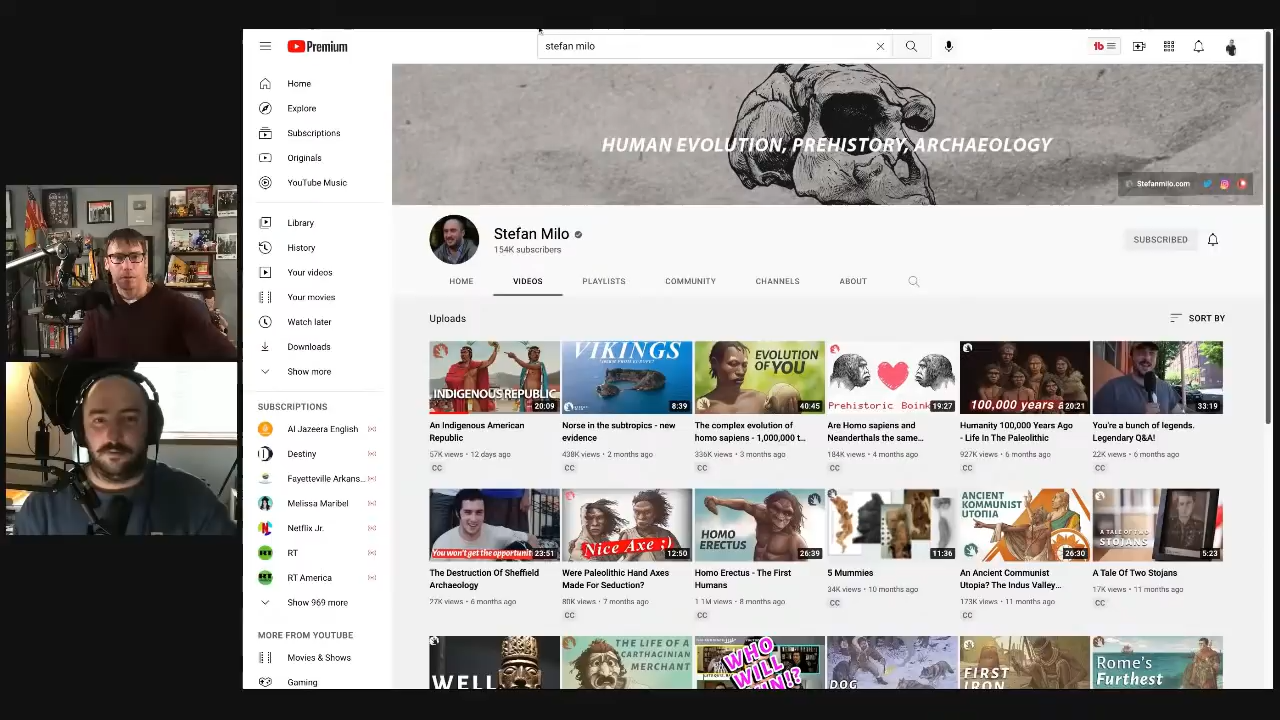 Premium
stefan milo
Home
Explore
Subscriptions
Originals
YouTube Music
Library
History
Your videos
Your movies
Watch later
Downloads
Show more
SUBSCRIPTIONS
Al Jazeera English
Destiny
Fayetteville Arkans...
Melissa Maribel
Netflix Jr.
RT
RT America
Show 969 more
MORE FROM YOUTUBE
Movies & Shows
Gaming
HUMAN EVOLUTION, PREHISTORY, ARCHAEOLOGY
Stefanmilo.com
Stefan Milo
154K subscribers
SUBSCRIBED
HOME VIDEOS PLAYLISTS COMMUNITY CHANNELS ABOUT
Uploads
SORT BY
INDIGENOUS REPUBLIC
20:09
An Indigenous American
Republic
57K views • 12 days ago
CC
VIKINGS
8:39
Norse in the subtropics - new
evidence
438K views • 2 months ago
CC
EVOLUTION
OF YOU
40:45
The complex evolution of
homo sapiens - 1,000,000 t...
336K views • 3 months ago
CC
Prehistoric Boink
19:27
Are Homo sapiens and
Neanderthals the same...
184K views • 4 months ago
CC
100,000 years a
20:21
Humanity 100,000 Years Ago
- Life In The Paleolithic
927K views • 6 months ago
CC
33:19
You're a bunch of legends.
Legendary Q&A!
22K views • 6 months ago
CC
You won't get the opportunit
23:51
The Destruction Of Sheffield
Archaeology
27K views • 6 months ago
Nice Axe ;)
12:50
Were Paleolithic Hand Axes
Made For Seduction?
80K views • 7 months ago
CC
HOMO
ERECTUS
26:39
Homo Erectus - The First
Humans
1.1M views • 8 months ago
CC
11:36
5 Mummies
34K views • 10 months ago
CC
ANCIENT
KOMMUNIST
UTOPIA
26:30
An Ancient Communist
Utopia? The Indus Valley...
173K views • 11 months ago
CC
A TALE OF TWO
STOJANS
5:23
A Tale Of Two Stojans
17K views • 11 months ago
CC
WELL
THE LIFE OF A
CARTHAGINIAN
MERCHANT
WHO
WILL
DOG
FIRST
IRON
Rome's
Furthest